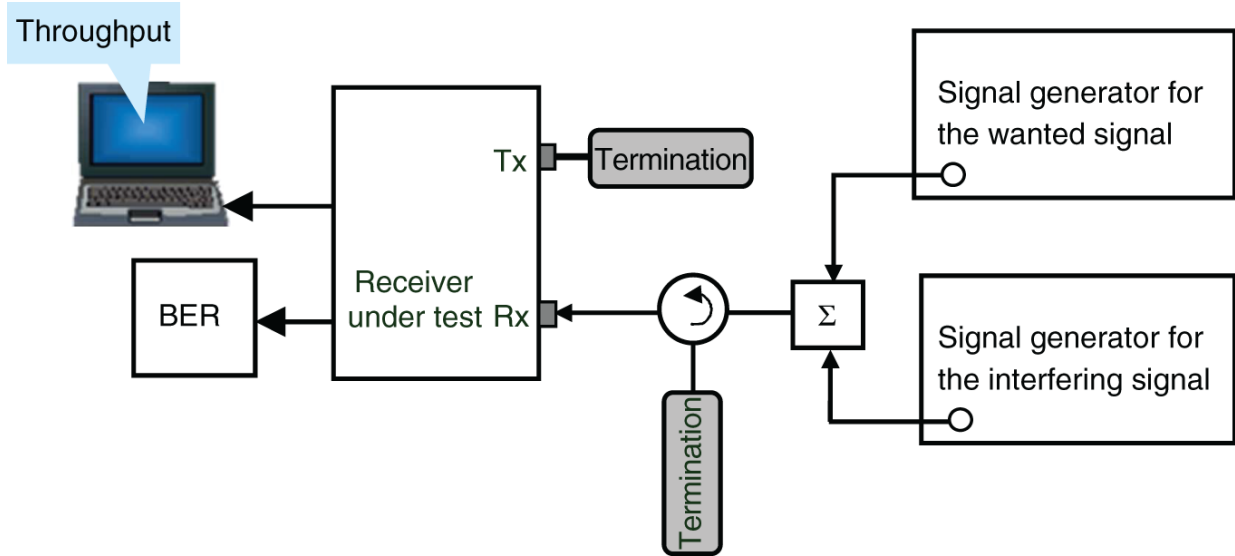 Throughput
Signal generator for
the wanted signal
Tx
Termination
Receiver
under test
Rx
BER
Σ
Signal generator for
the interfering signal
Termination